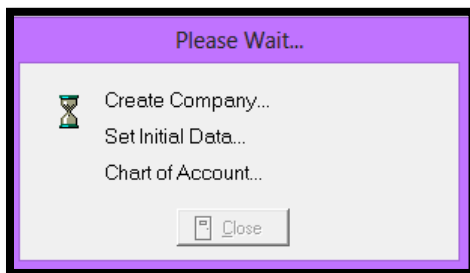 Please Wait...
Create Company...
Set Initial Data...
Chart of Account...
Close